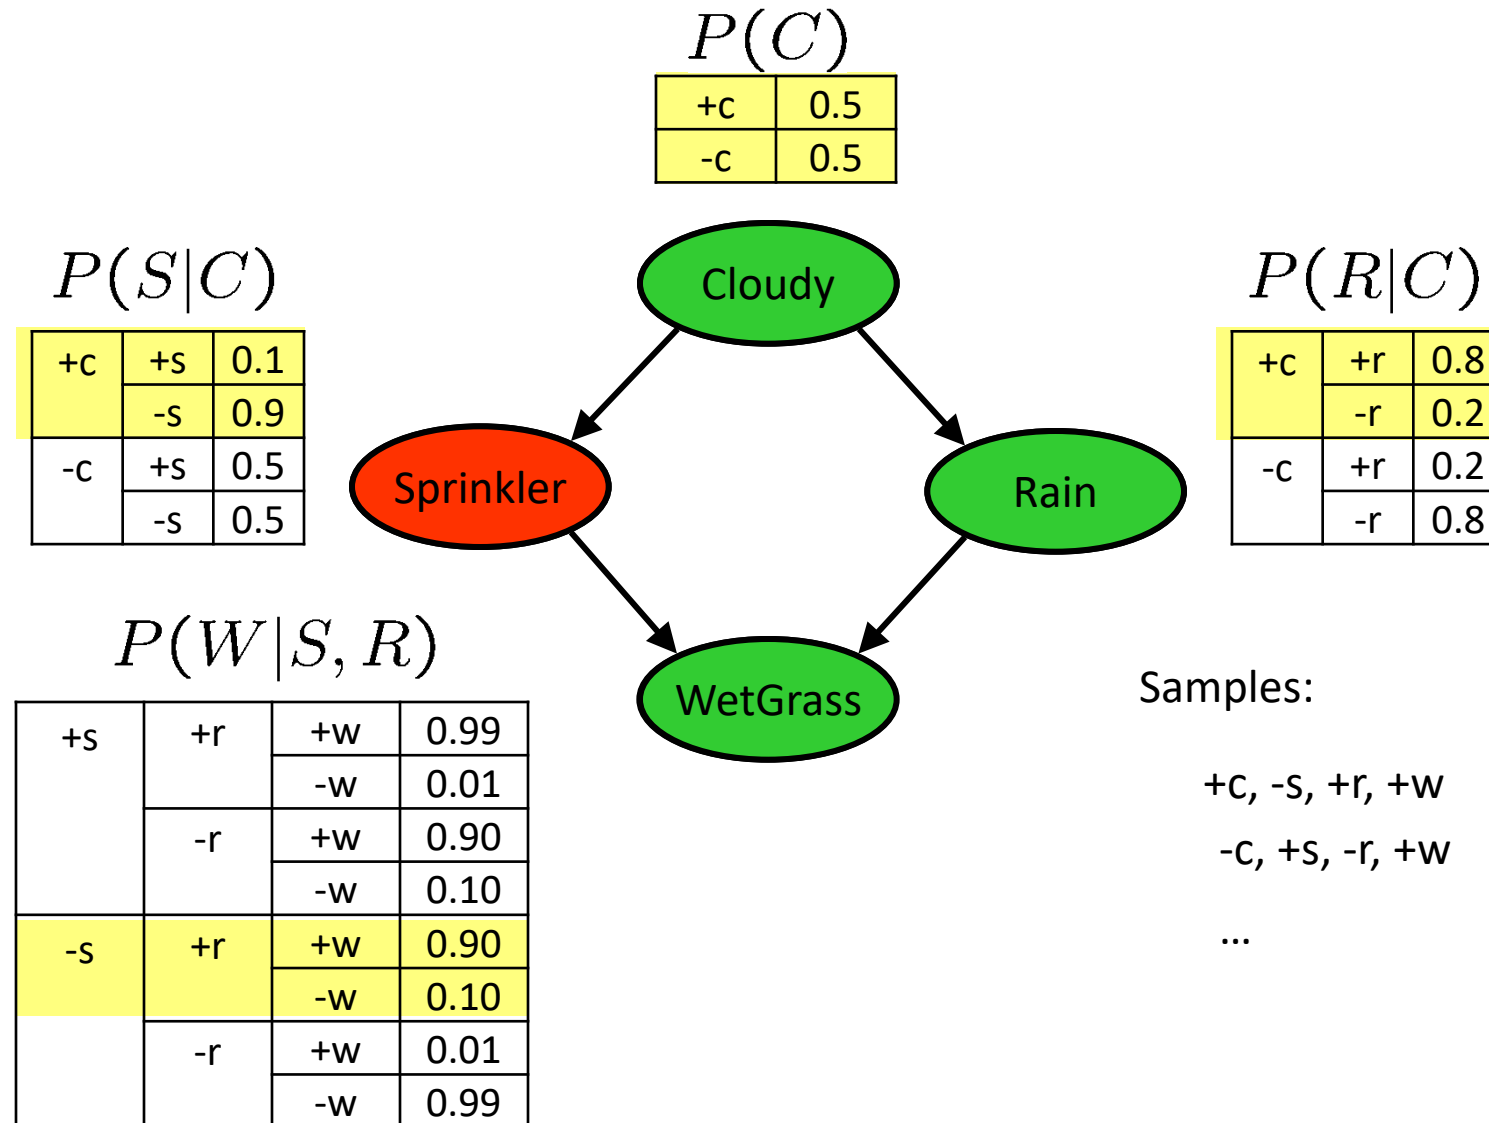 P(C)
+c 0.5
-c 0.5
P(S|C)
+c +s 0.1
-s 0.9
-c +s 0.5
-s 0.5
Cloudy
P(R|C)
+c +r 0.8
-r 0.2
-c +r 0.2
-r 0.8
Sprinkler
Rain
P(W|S,R)
+s +r +w 0.99
-w 0.01
-r +w 0.90
-w 0.10
-s +r +w 0.90
-w 0.10
-r +w 0.01
-w 0.99
WetGrass
Samples:
+c, -s, +r, +w
-c, +s, -r, +w
...